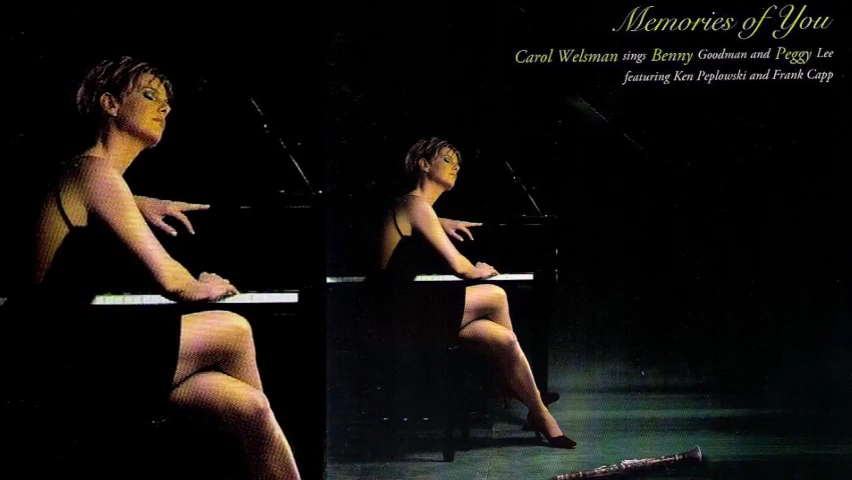 Memories of You
Carol Welsman sings Benny Goodman and Peggy Lee
featuring Ken Peplowski and Frank Capp